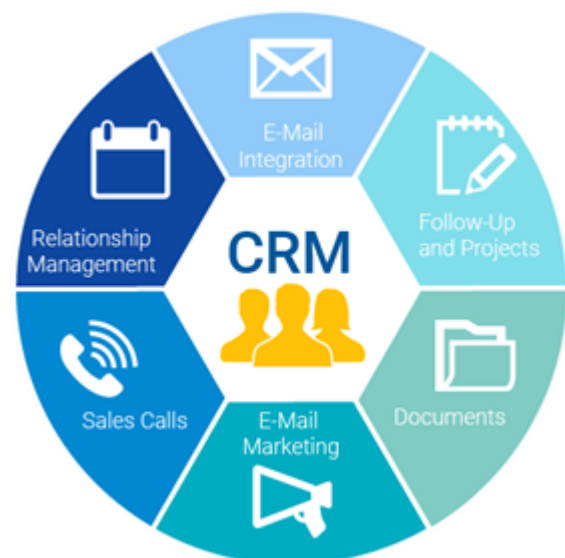 E-Mail
Integration
Follow-Up
and Projects
Documents
E-Mail
Marketing
Sales Calls
Relationship
Management
CRM